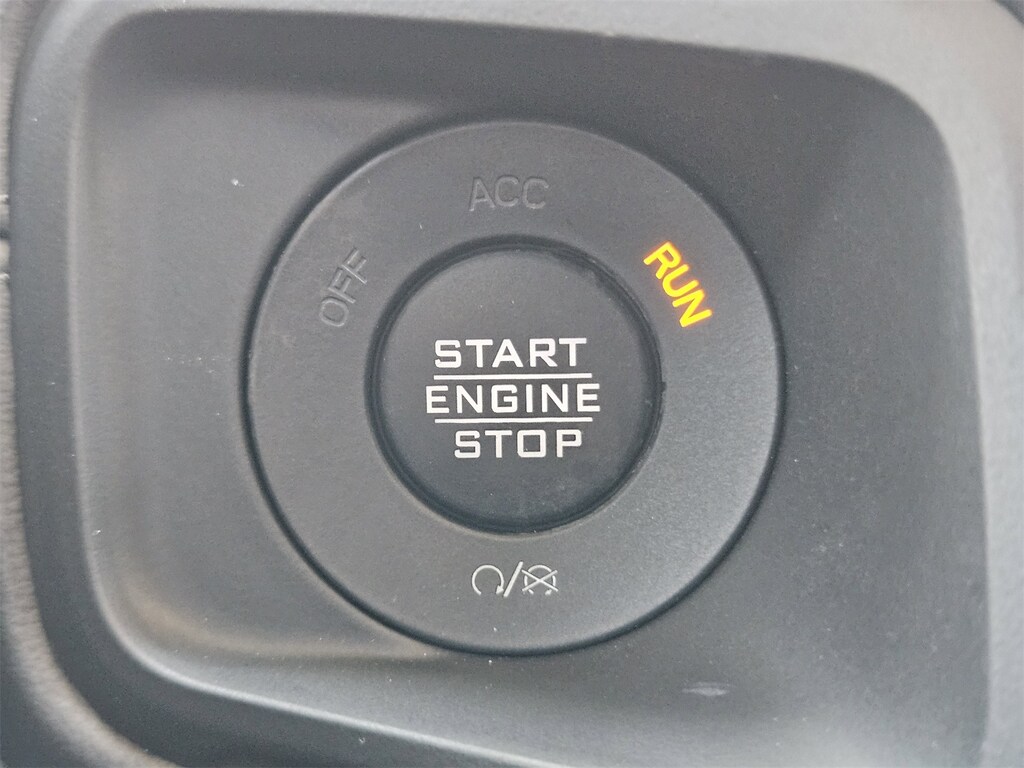 ACC
OFF
RUN
START
ENGINE
STOP